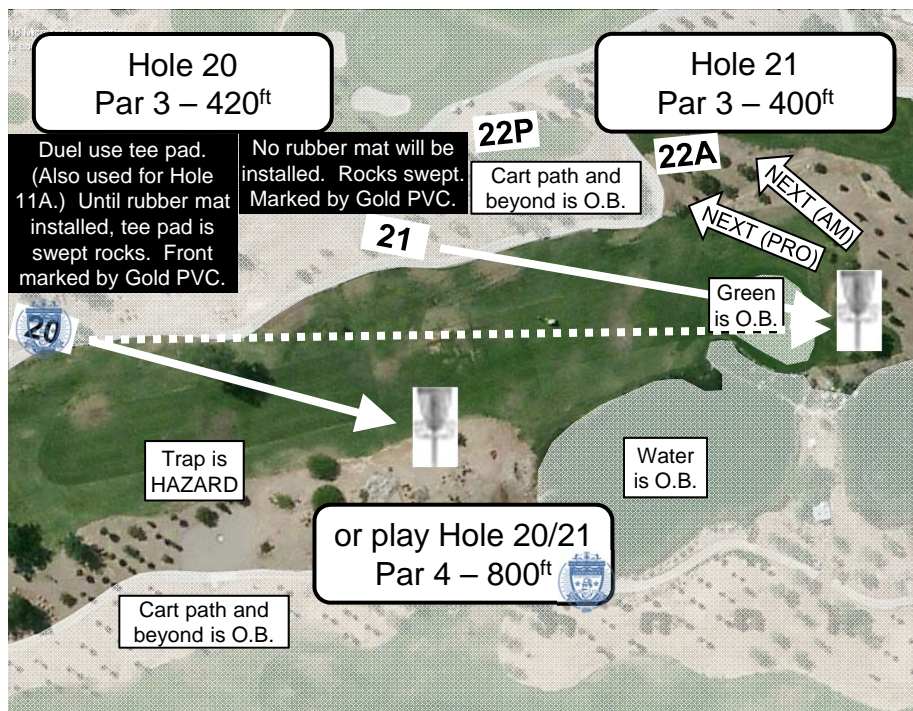 Hole 20
Par 3 – 420ft
Hole 21
Par 3 – 400ft
Duel use tee pad.
(Also used for Hole
11A.) Until rubber mat
installed, tee pad is
swept rocks. Front
marked by Gold PVC.
No rubber mat will be
installed. Rocks swept.
Marked by Gold PVC.
22P
Cart path and
beyond is O.B.
22A
NEXT (AM)
NEXT (PRO)
21
Green
is O.B.
20
Trap is
HAZARD
Water
is O.B.
or play Hole 20/21
Par 4 – 800ft
Cart path and
beyond is O.B.